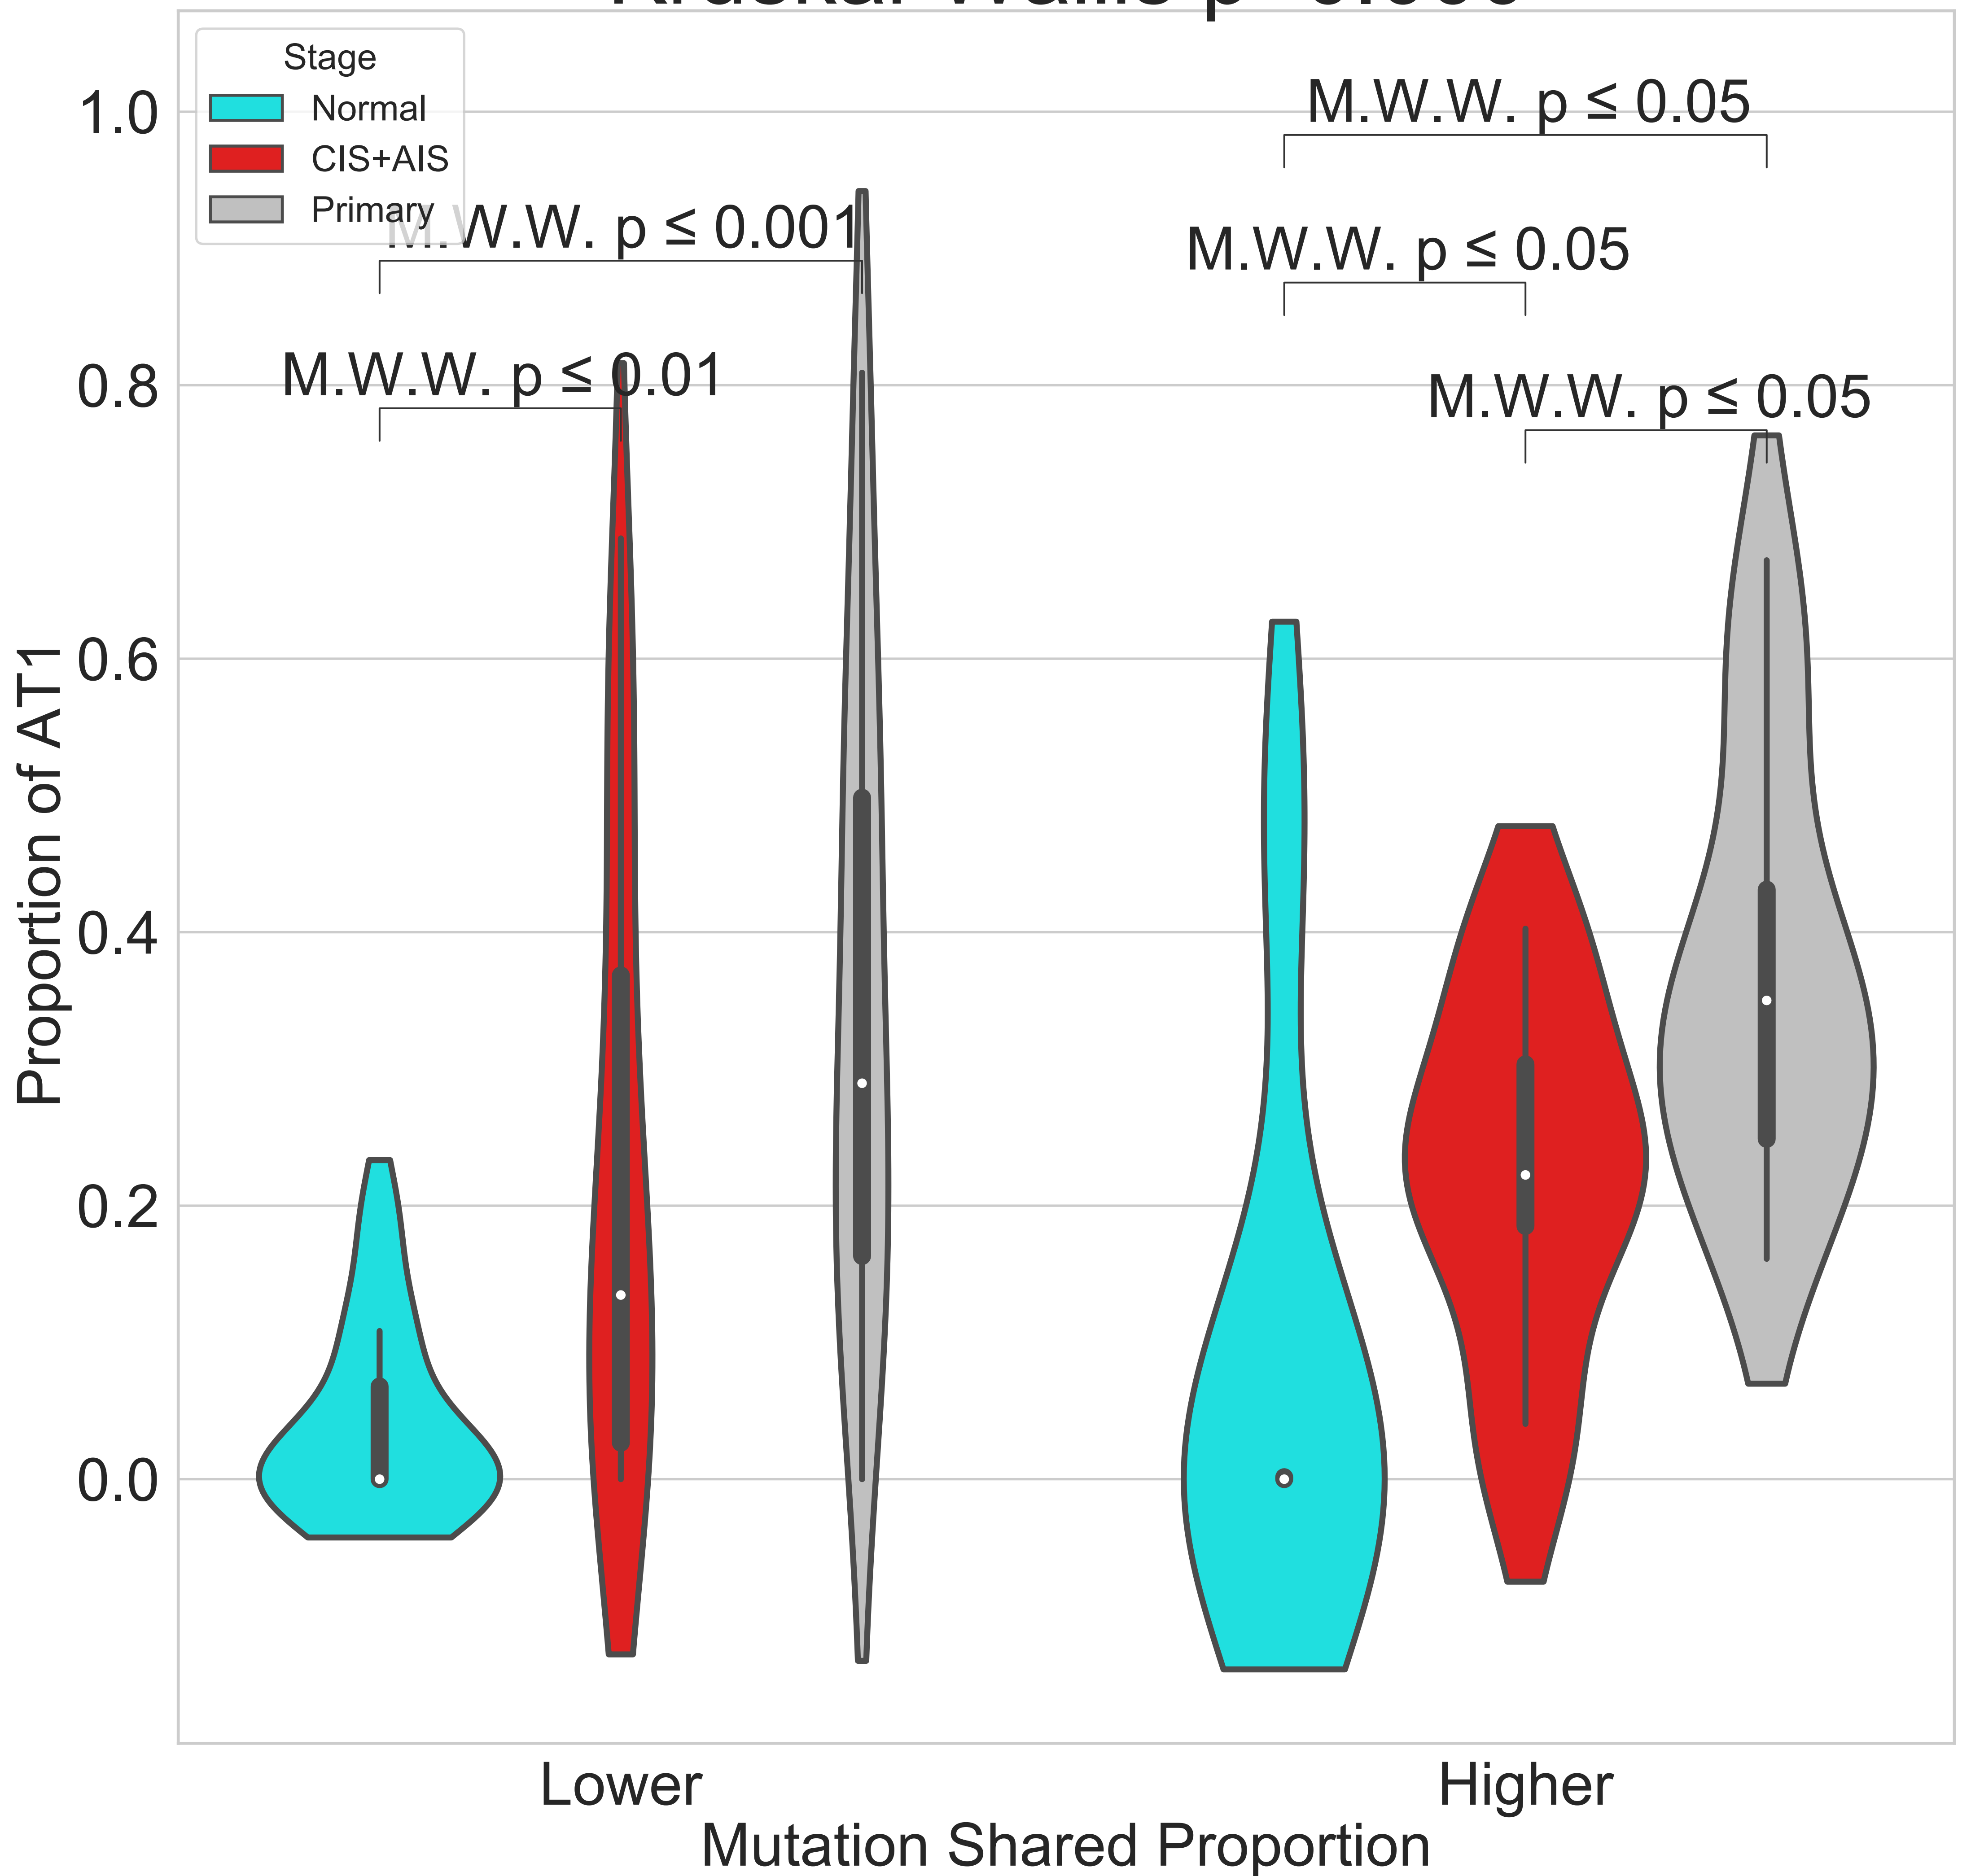 Stage
Normal
CIS+AIS
Primary
M.W.W. p ≤ 0.001
M.W.W. p ≤ 0.01
M.W.W. p ≤ 0.05
M.W.W. p ≤ 0.05
M.W.W. p ≤ 0.05
1.0
0.8
0.6
0.4
0.2
0.0
Proportion of AT1
Lower
Higher
Mutation Shared Proportion